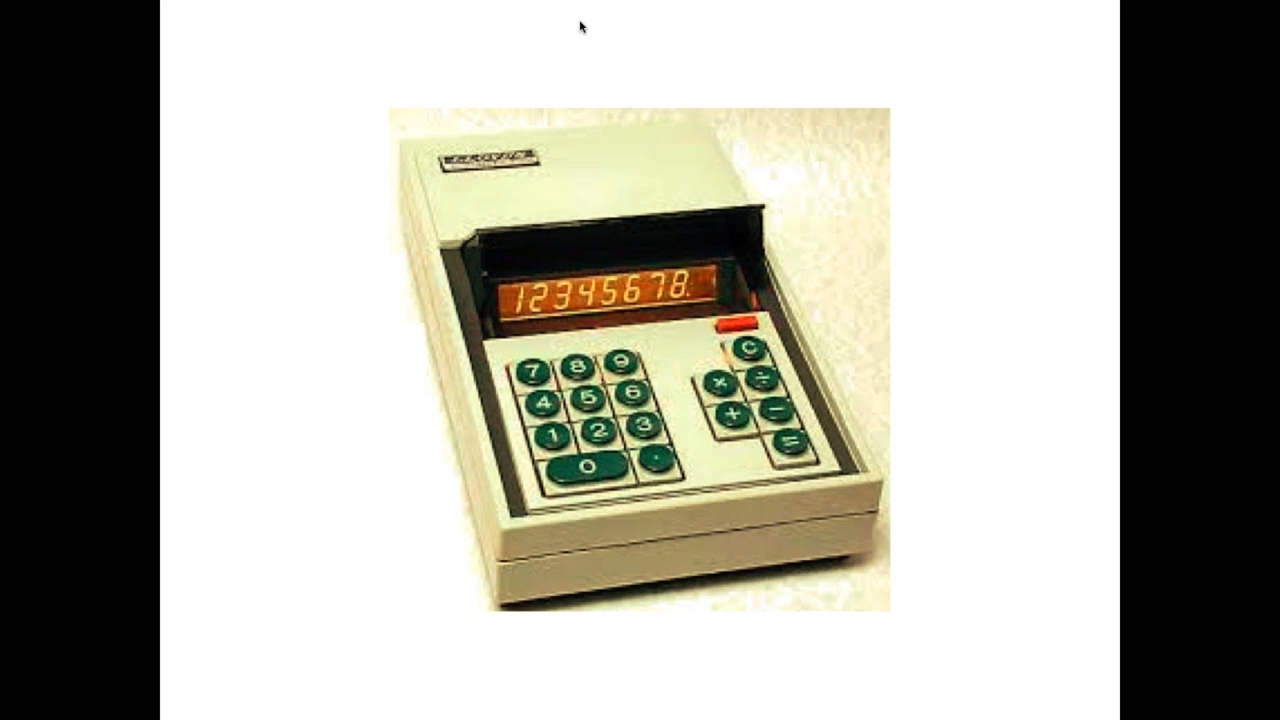 12345678.
C
7 8 9
× ÷
4 5 6
+ −
1 2 3
=
0 .